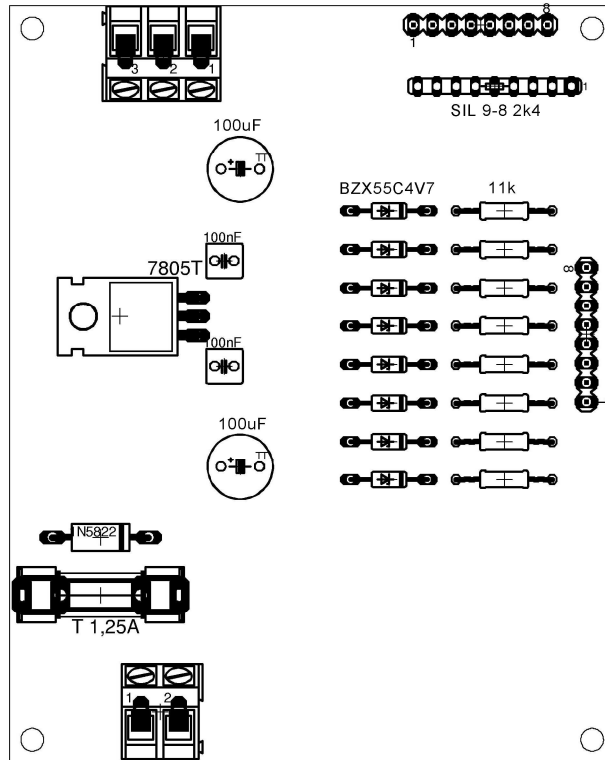 8
1
3 2 1
1
SIL 9-8 2k4
100uF
BZX55C4V7 11k
100nF
7805T
8
100nF
100uF
N5822
T 1,25A
1 2